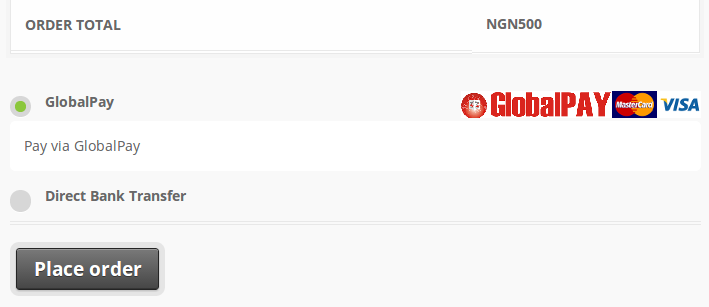 ORDER TOTAL NGN500
GlobalPay GlobalPAY MasterCard VISA
Pay via GlobalPay
Direct Bank Transfer
Place order